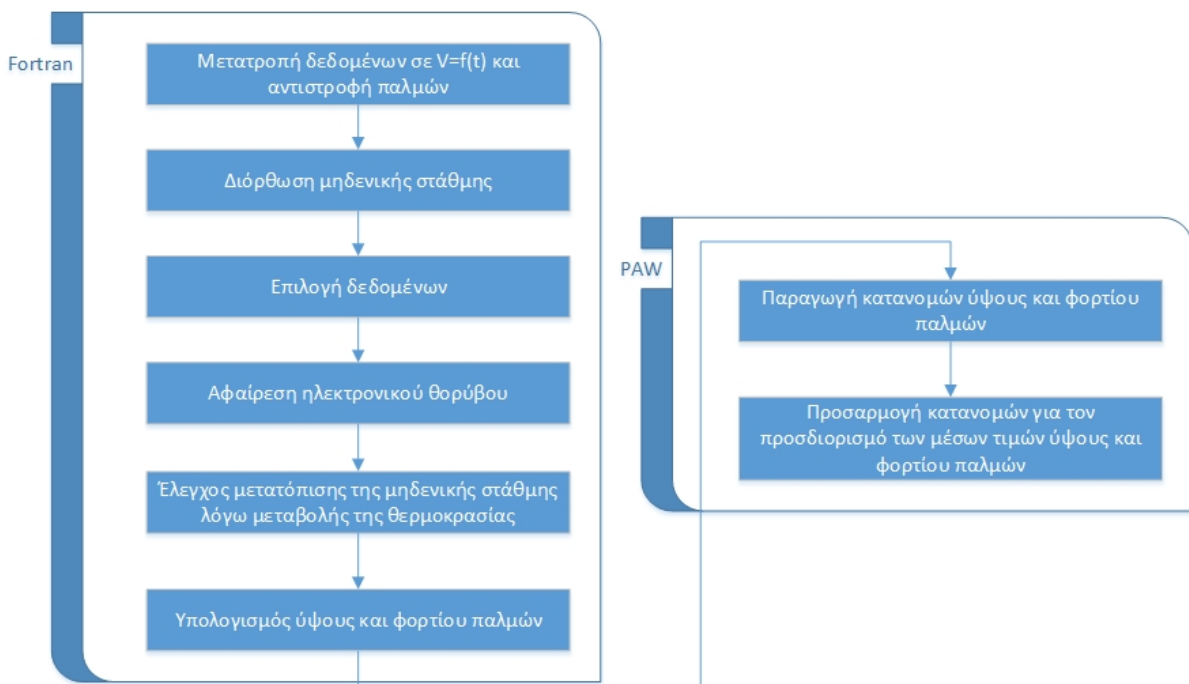 Fortran
Μετατροπή δεδομένων σε V=f(t) και
αντιστροφή παλμών
Διόρθωση μηδενικής στάθμης
Επιλογή δεδομένων
Αφαίρεση ηλεκτρονικού θορύβου
Έλεγχος μετατόπισης της μηδενικής στάθμης
λόγω μεταβολής της θερμοκρασίας
Υπολογισμός ύψους και φορτίου παλμών
PAW
Παραγωγή κατανομών ύψους και φορτίου
παλμών
Προσαρμογή κατανομών για τον
προσδιορισμό των μέσων τιμών ύψους και
φορτίου παλμών